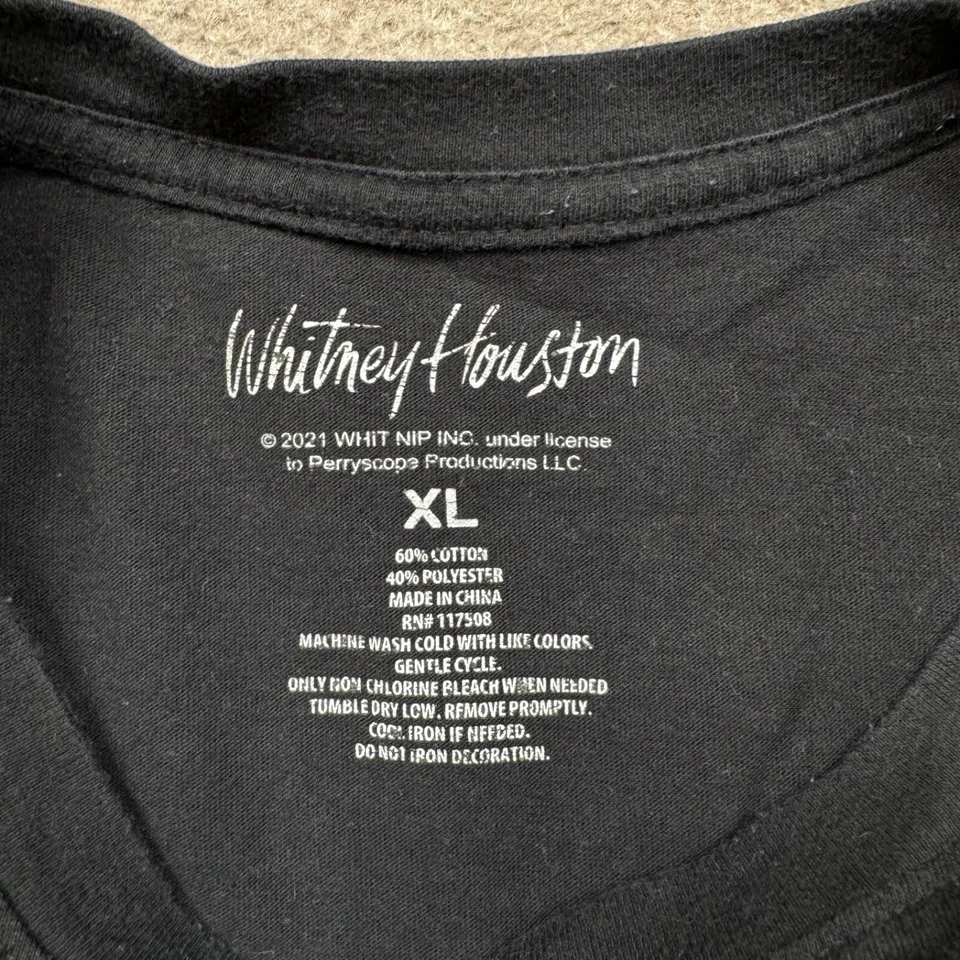 Whitney Houston
© 2021 WHIT NIP INC. under license
to Perryscope Productions LLC.
XL
60% COTTON
40% POLYESTER
MADE IN CHINA
RN# 117508
MACHINE WASH COLD WITH LIKE COLORS.
GENTLE CYCLE.
ONLY NON CHLORINE BLEACH WHEN NEEDED
TUMBLE DRY LOW. REMOVE PROMPTLY.
COOL IRON IF NEEDED.
DO NOT IRON DECORATION.